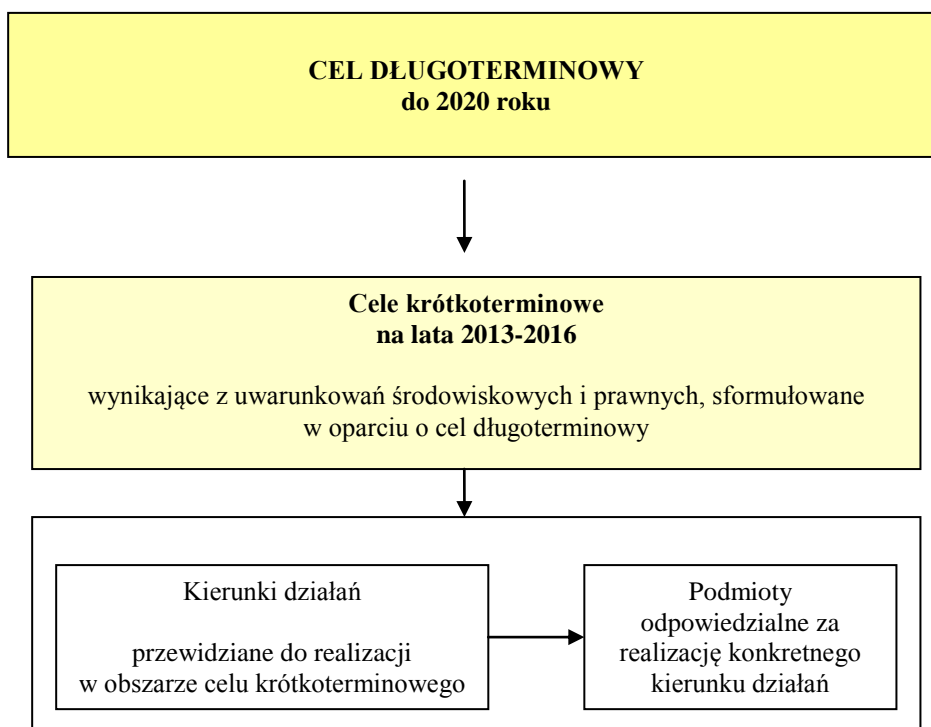 CEL DŁUGOTERMINOWY
do 2020 roku
Cele krótkoterminowe
na lata 2013-2016
wynikające z uwarunkowań środowiskowych i prawnych, sformułowane
w oparciu o cel długoterminowy
Kierunki działań
przewidziane do realizacji
w obszarze celu krótkoterminowego
Podmioty
odpowiedzialne za
realizację konkretnego
kierunku działań